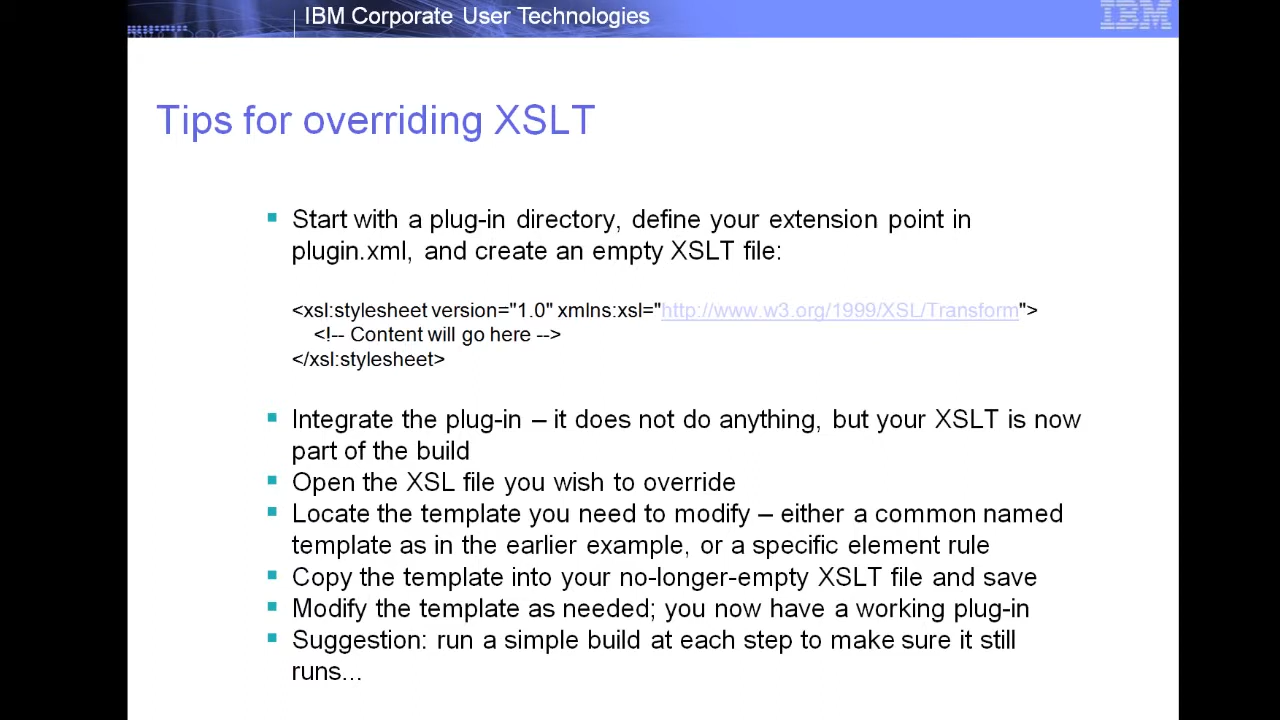 IBM Corporate User Technologies
IBM
Tips for overriding XSLT
Start with a plug-in directory, define your extension point in
plugin.xml, and create an empty XSLT file:
<xsl:stylesheet version="1.0" xmlns:xsl="http://www.w3.org/1999/XSL/Transform">
<!-- Content will go here -->
</xsl:stylesheet>
Integrate the plug-in – it does not do anything, but your XSLT is now
part of the build
Open the XSL file you wish to override
Locate the template you need to modify – either a common named
template as in the earlier example, or a specific element rule
Copy the template into your no-longer-empty XSLT file and save
Modify the template as needed; you now have a working plug-in
Suggestion: run a simple build at each step to make sure it still
runs...